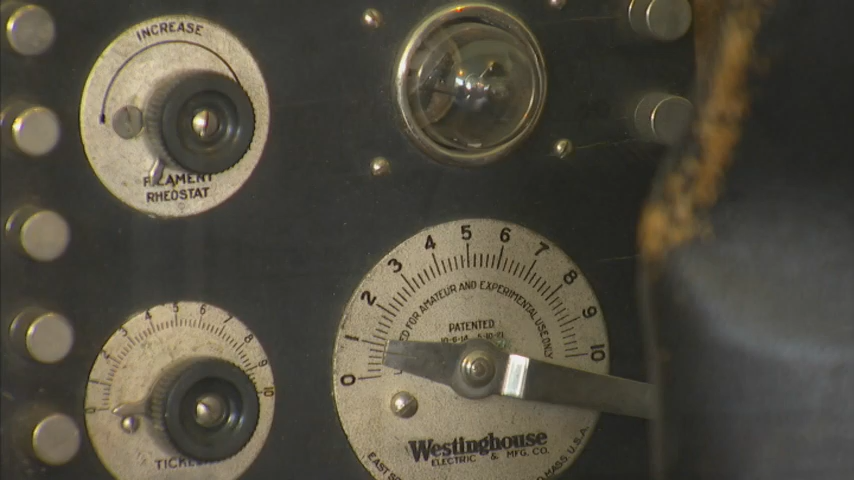 INCREASE
FILAMENT
RHEOSTAT
0 1 2 3 4 5 6 7 8 9 10
FOR AMATEUR AND EXPERIMENTAL USE ONLY
PATENTED
Westinghouse
ELECTRIC & MFG. CO.
MASS. U.S.A.
2 3 4 5 6 7 8 9 10